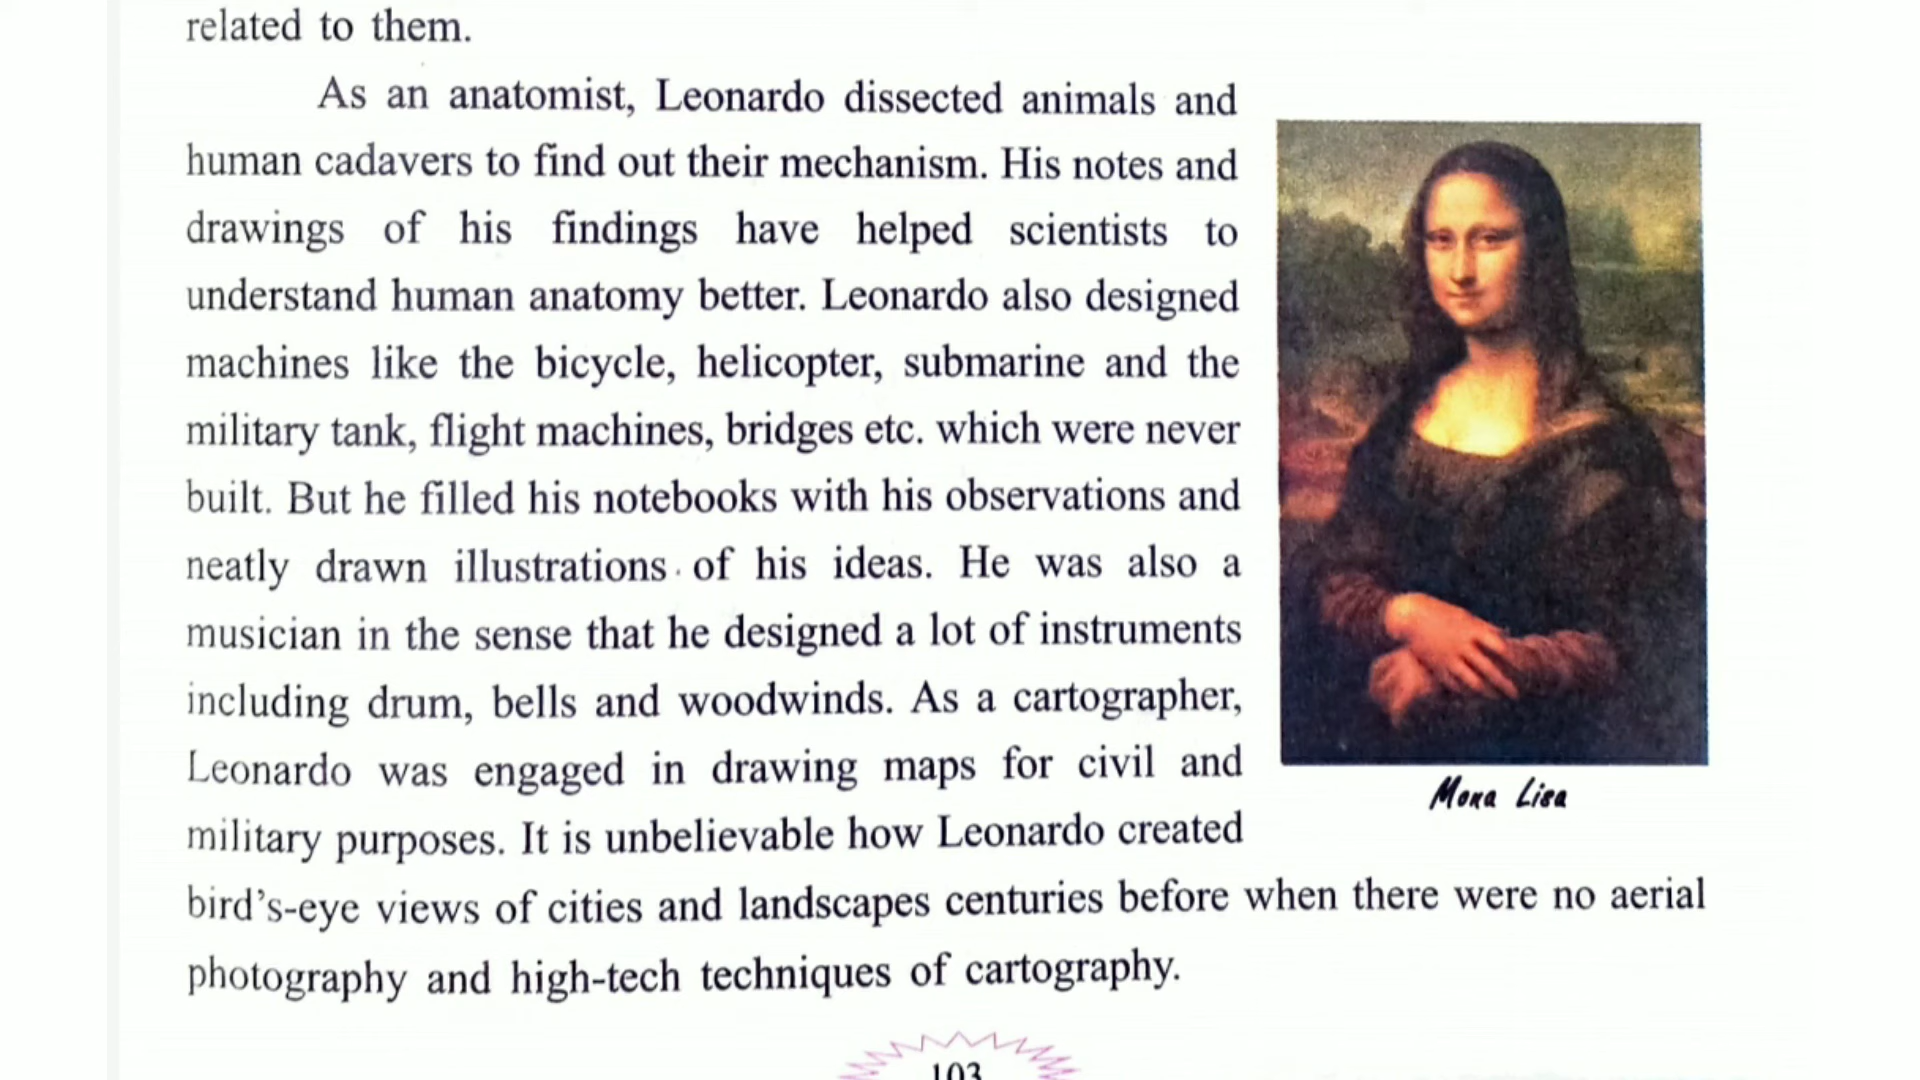 related to them.
As an anatomist, Leonardo dissected animals and
human cadavers to find out their mechanism. His notes and
drawings of his findings have helped scientists to
understand human anatomy better. Leonardo also designed
machines like the bicycle, helicopter, submarine and the
military tank, flight machines, bridges etc. which were never
built. But he filled his notebooks with his observations and
neatly drawn illustrations of his ideas. He was also a
musician in the sense that he designed a lot of instruments
including drum, bells and woodwinds. As a cartographer,
Leonardo was engaged in drawing maps for civil and
military purposes. It is unbelievable how Leonardo created
bird's-eye views of cities and landscapes centuries before when there were no aerial
photography and high-tech techniques of cartography.
Mona Lisa
103